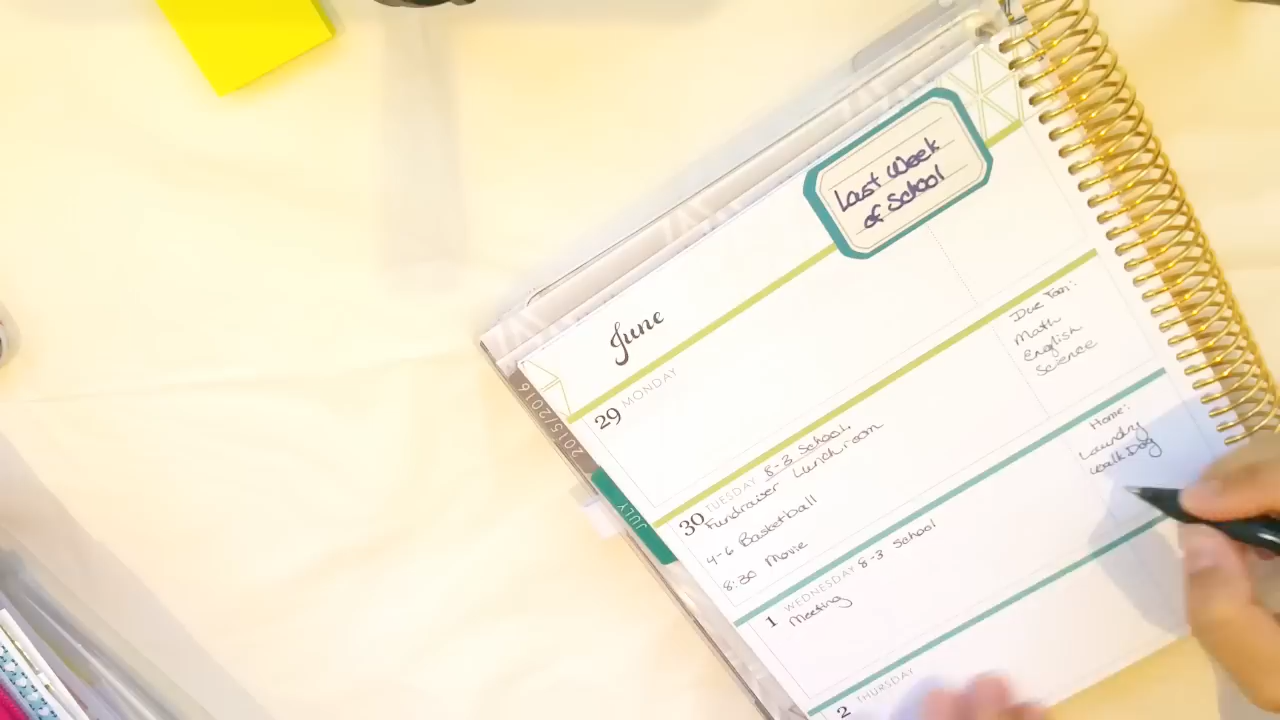 Last Week
of School
June
29 MONDAY
Due Today:
Math
English
Science
30 TUESDAY 8-3 School,
Fundraiser Lunchroom
4-6 Basketball
8:30 Movie
Home:
Laundry
Walk Dog
1 WEDNESDAY 8-3 School
Meeting
2 THURSDAY
2015/2016
JULY